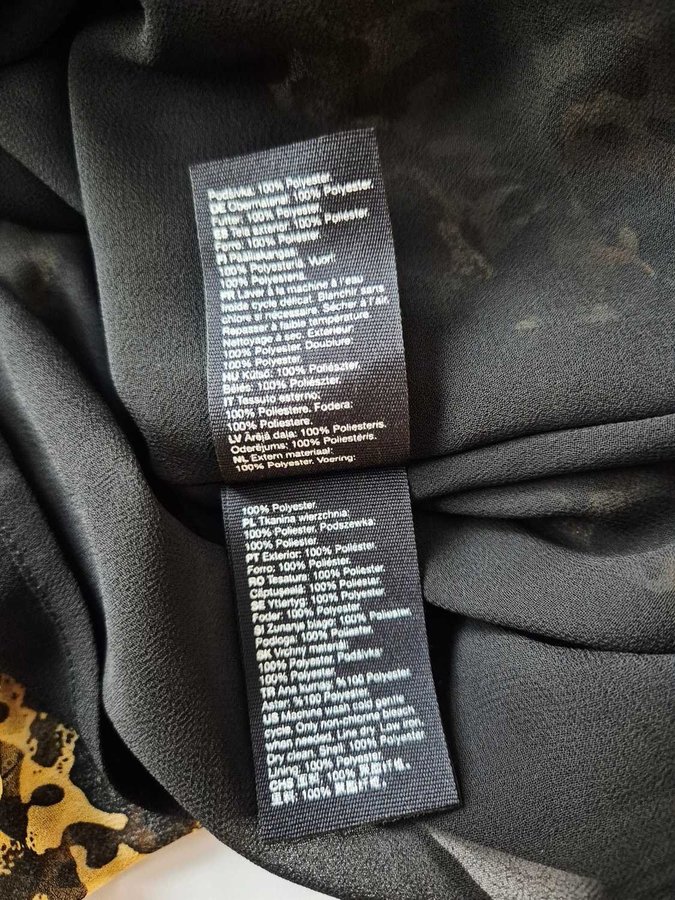 Podšívka: 100% Polyester.
DE Obermaterial: 100% Polyester.
Futter: 100% Polyester.
ES Tela exterior: 100% Poliéster.
Forro: 100% Poliéster.
FI Päällikangas:
100% Polyesteri. Vuori:
100% Polyesteria.
FR Lavage à la machine à l'eau
froide cycle délicat. Blanchir sans
chlore si nécessaire. Sécher à l'air.
Repasser à faible température.
Nettoyage à sec. Extérieur:
100% Polyester. Doublure:
100% Polyester.
HU Külső: 100% Poliészter.
Bélés: 100% Poliészter.
IT Tessuto esterno:
100% Poliestere. Fodera:
100% Poliestere.
LV Ārējā daļa: 100% Poliesteris.
Oderējums: 100% Poliestēris.
NL Extern materiaal:
100% Polyester. Voering:
100% Polyester.
PL Tkanina wierzchnia:
100% Poliester. Podszewka:
100% Poliester.
PT Exterior: 100% Poliéster.
Forro: 100% Poliéster.
RO Tesatura: 100% Poliester.
Căptușeală: 100% Poliester.
SE Yttertyg: 100% Polyester.
Foder: 100% Polyester.
SI Zunanje blago: 100% Poliester.
Podloga: 100% Poliester.
SK Vrchný materiál:
100% Polyester. Podšívka:
100% Polyester.
TR Ana kumaş: %100 Polyester.
Astar: %100 Polyester.
US Machine wash cold gentle
cycle. Only non-chlorine bleach
when needed. Line dry. Low iron.
Dry clean. Shell: 100% Polyester.
Lining: 100% Polyester.
面料: 100% 聚酯纤维。
里料: 100% 聚酯纤维。